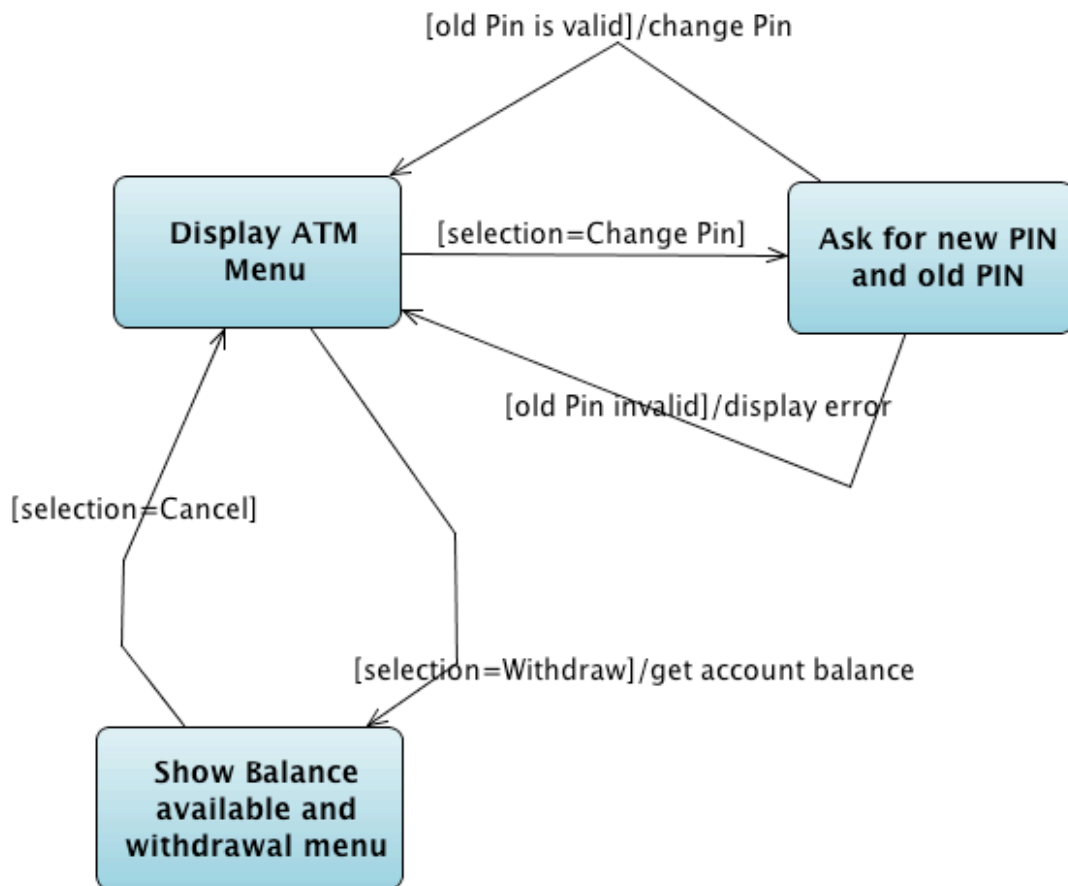 [old Pin is valid]/change Pin
Display ATM
Menu
[selection=Change Pin]
Ask for new PIN
and old PIN
[old Pin invalid]/display error
[selection=Cancel]
[selection=Withdraw]/get account balance
Show Balance
available and
withdrawal menu